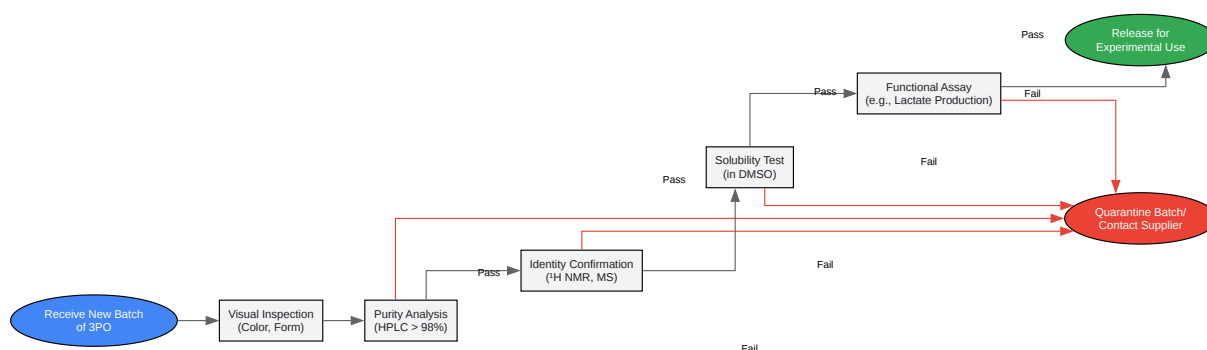 Pass
Release for
Experimental Use
Functional Assay
(e.g., Lactate Production)
Pass
Fail
Solubility Test
(in DMSO)
Fail
Pass
Quarantine Batch/
Contact Supplier
Identity Confirmation
(¹H NMR, MS)
Pass
Fail
Receive New Batch
of 3PO
Visual Inspection
(Color, Form)
Purity Analysis
(HPLC > 98%)
Fail